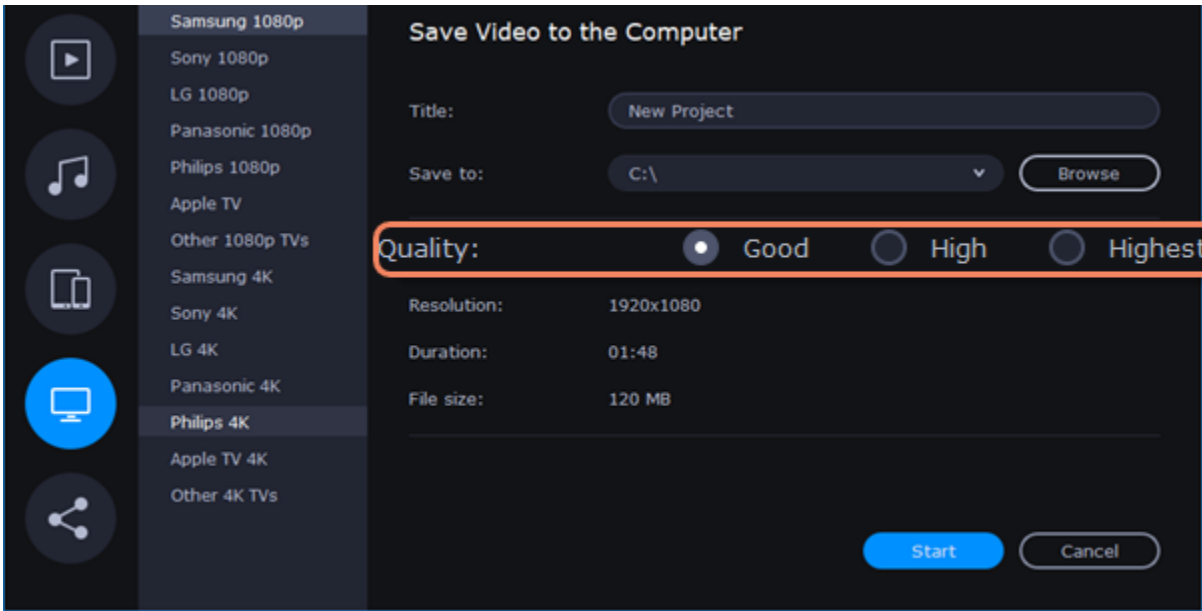 Samsung 1080p
Sony 1080p
LG 1080p
Panasonic 1080p
Philips 1080p
Apple TV
Other 1080p TVs
Samsung 4K
Sony 4K
LG 4K
Panasonic 4K
Philips 4K
Apple TV 4K
Other 4K TVs
Save Video to the Computer
Title: New Project
Save to: C:\ Browse
Quality: Good High Highest
Resolution: 1920x1080
Duration: 01:48
File size: 120 MB
Start Cancel